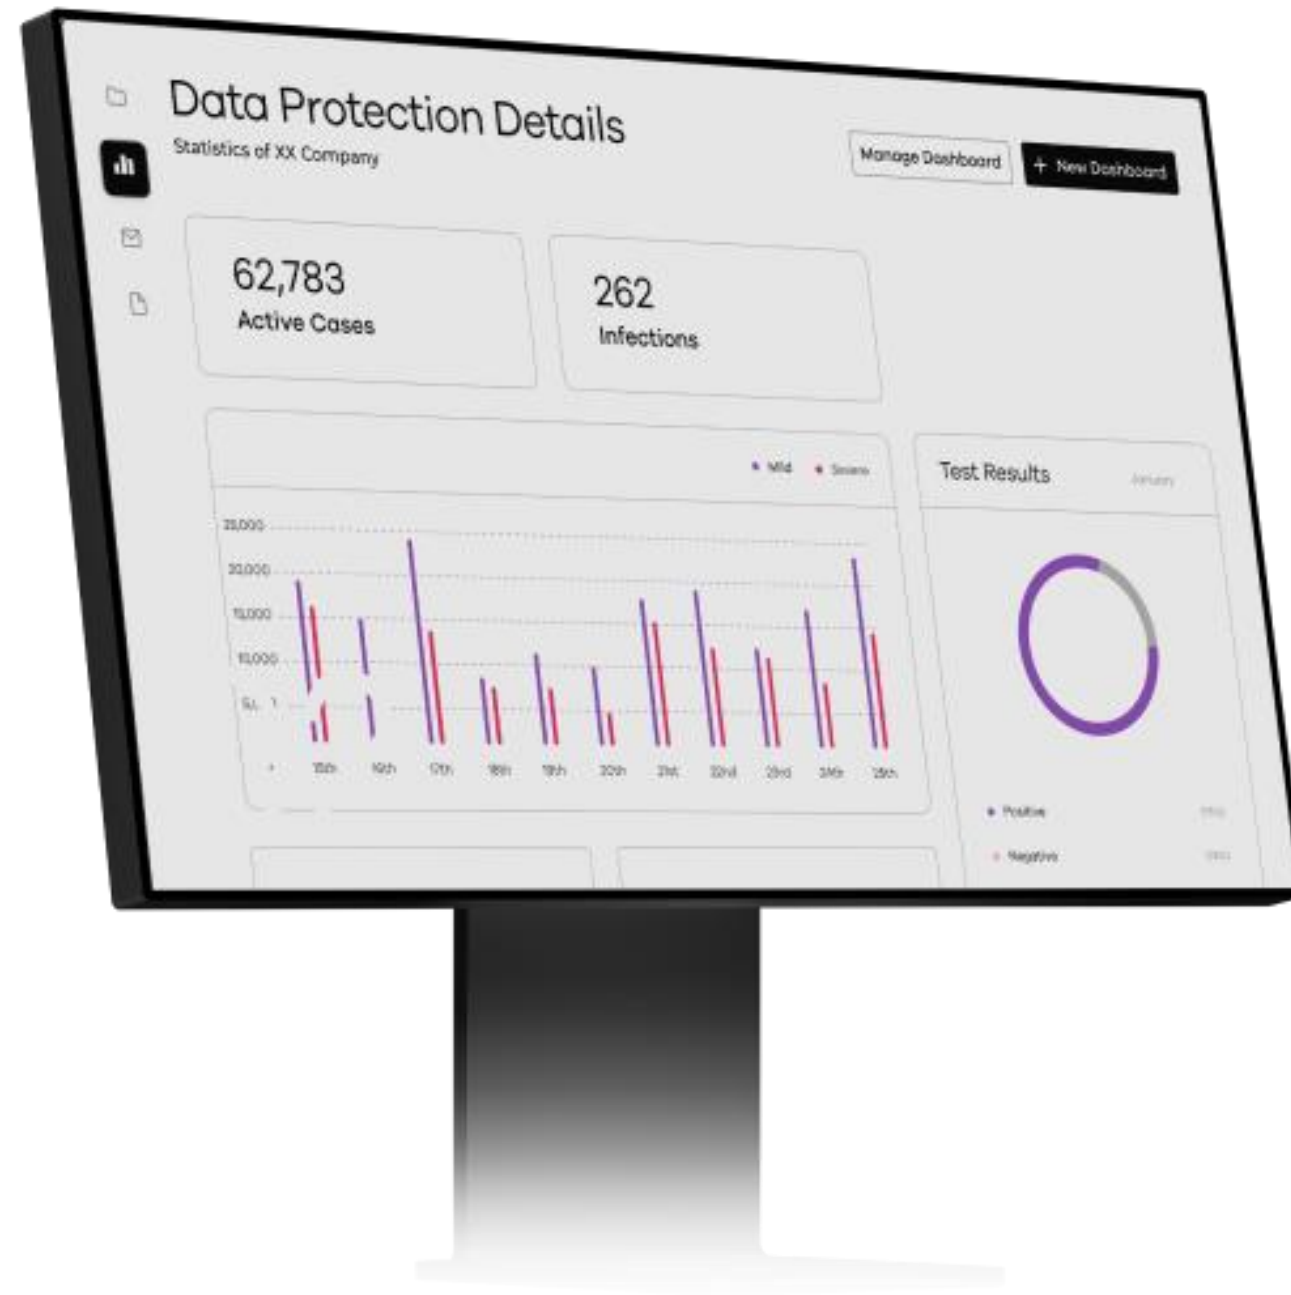 Data Protection Details
Statistics of XX Company
Manage Dashboard
+ New Dashboard
62,783
Active Cases
262
Infections
Mild
Severe
Test Results
January
25,000
20,000
15,000
10,000
15th 16th 17th 18th 19th 20th 21st 22nd 23rd 24th 25th
Positive
Negative